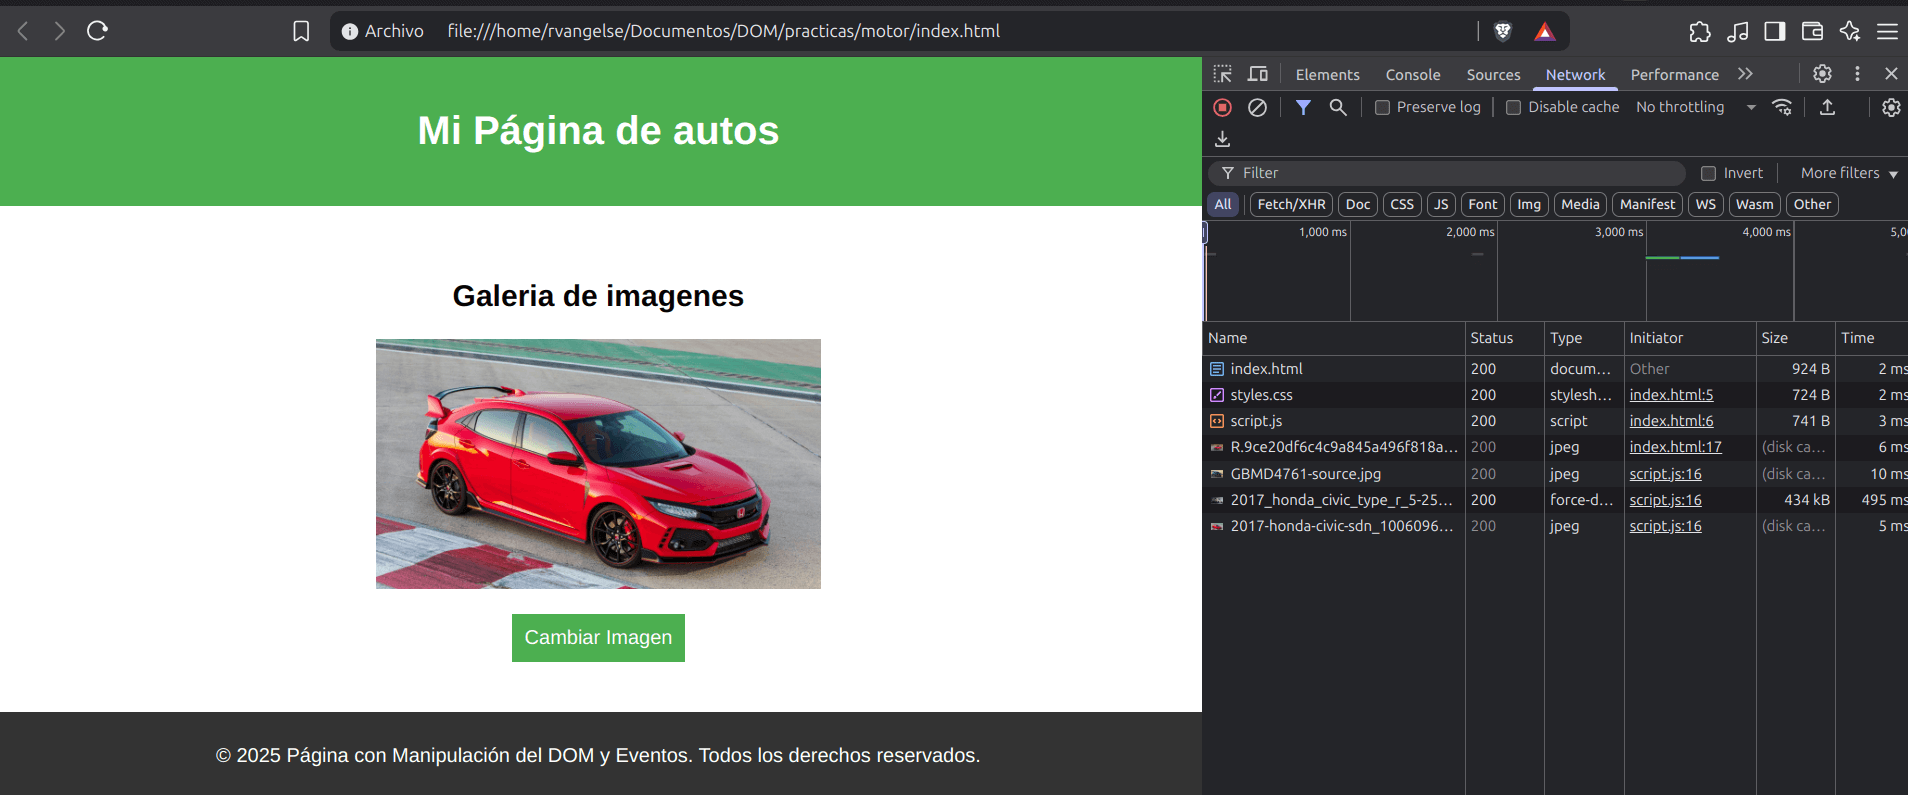 Archivo file:///home/rvangelse/Documentos/DOM/practicas/motor/index.html
Mi Página de autos
Galeria de imagenes
Cambiar Imagen
© 2025 Página con Manipulación del DOM y Eventos. Todos los derechos reservados.
Elements Console Sources Network Performance
Preserve log Disable cache No throttling
Filter Invert More filters
All Fetch/XHR Doc CSS JS Font Img Media Manifest WS Wasm Other
1,000 ms 2,000 ms 3,000 ms 4,000 ms 5,0
Name Status Type Initiator Size Time
index.html 200 docum... Other 924 B 2 ms
styles.css 200 stylesh... index.html:5 724 B 2 ms
script.js 200 script index.html:6 741 B 3 ms
R.9ce20df6c4c9a845a496f818a... 200 jpeg index.html:17 (disk ca... 6 ms
GBMD4761-source.jpg 200 jpeg script.js:16 (disk ca... 10 ms
2017_honda_civic_type_r_5-25... 200 force-d... script.js:16 434 kB 495 ms
2017-honda-civic-sdn_1006096... 200 jpeg script.js:16 (disk ca... 5 ms